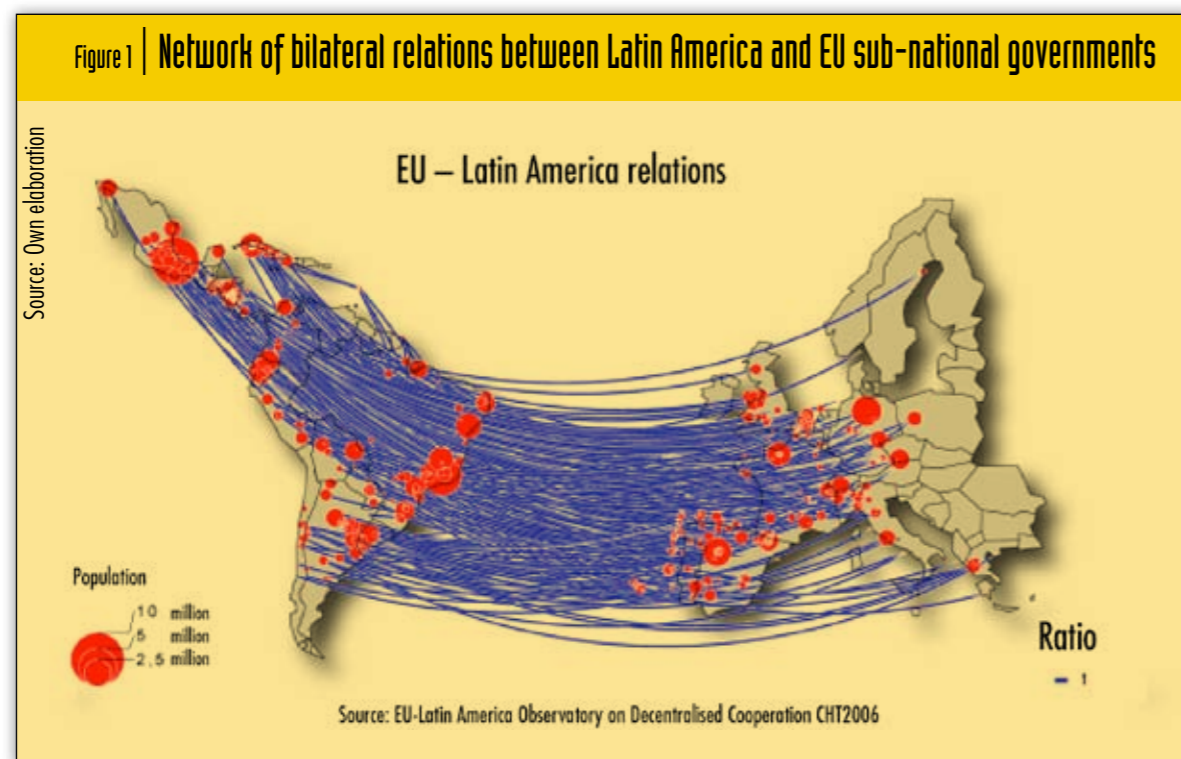 Figure 1 | Network of bilateral relations between Latin America and EU sub-national governments
Source: Own elaboration
EU – Latin America relations
Population
10 million
5 million
2,5 million
Ratio
1
Source: EU-Latin America Observatory on Decentralised Cooperation CHT2006